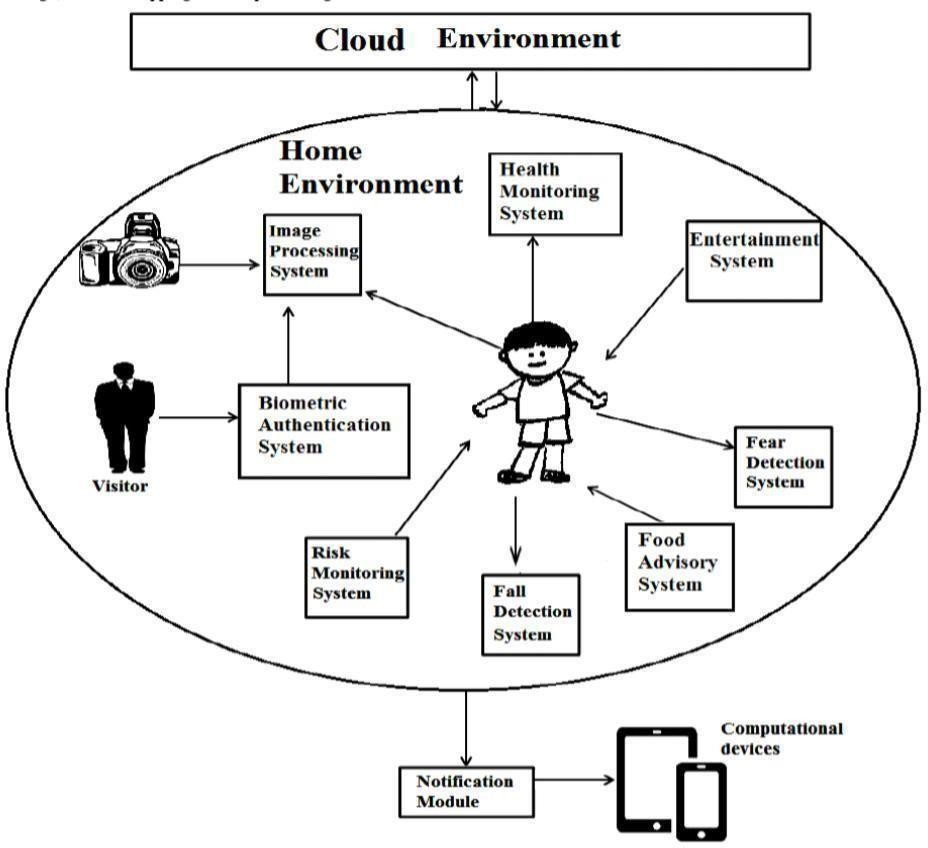 Cloud Environment
Home
Environment
Health
Monitoring
System
Image
Processing
System
Entertainment
System
Biometric
Authentication
System
Visitor
Fear
Detection
System
Risk
Monitoring
System
Food
Advisory
System
Fall
Detection
System
Computational
devices
Notification
Module